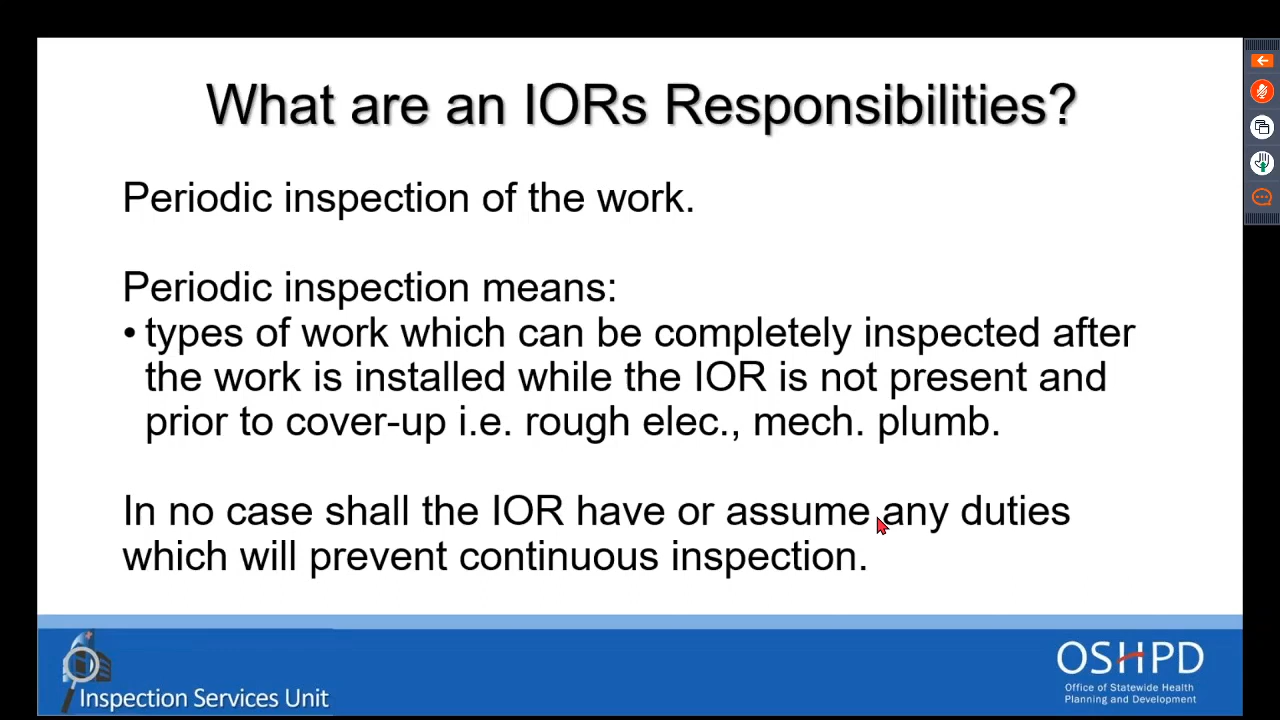 What are an IORs Responsibilities?
Periodic inspection of the work.
Periodic inspection means:
• types of work which can be completely inspected after
the work is installed while the IOR is not present and
prior to cover-up i.e. rough elec., mech. plumb.
In no case shall the IOR have or assume any duties
which will prevent continuous inspection.
Inspection Services Unit
OSHPD
Office of Statewide Health
Planning and Development